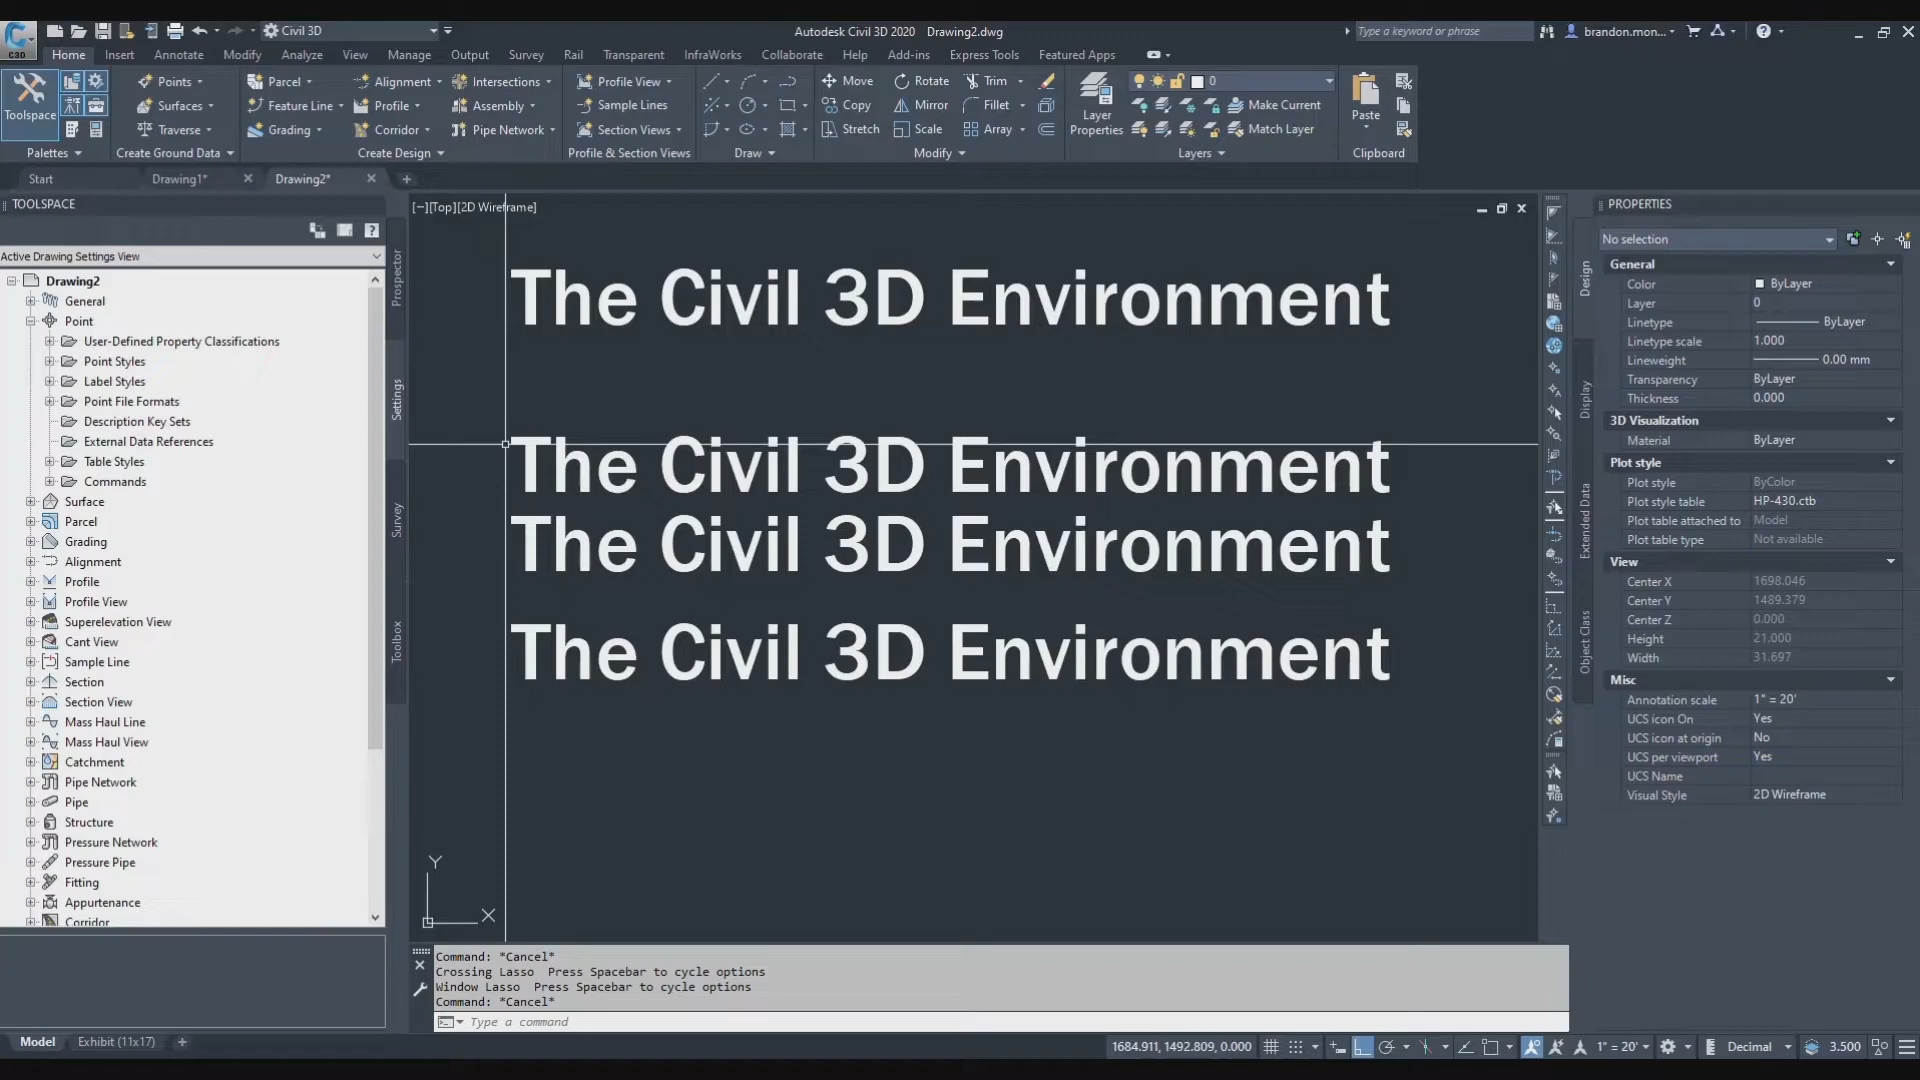 Civil 3D
Autodesk Civil 3D 2020 Drawing2.dwg
Type a keyword or phrase
brandon.mon...
C3D
Home Insert Annotate Modify Analyze View Manage Output Survey Rail Transparent InfraWorks Collaborate Help Add-ins Express Tools Featured Apps
Points Parcel Alignment Intersections Profile View Move Rotate Trim 0
Toolspace Surfaces Feature Line Profile Assembly Sample Lines Copy Mirror Fillet Layer Properties Make Current Paste
Traverse Grading Corridor Pipe Network Section Views Stretch Scale Array Match Layer
Palettes Create Ground Data Create Design Profile & Section Views Draw Modify Layers Clipboard
Start Drawing1* Drawing2*
TOOLSPACE
Active Drawing Settings View
Drawing2
General
Point
User-Defined Property Classifications
Point Styles
Label Styles
Point File Formats
Description Key Sets
External Data References
Table Styles
Commands
Surface
Parcel
Grading
Alignment
Profile
Profile View
Superelevation View
Cant View
Sample Line
Section
Section View
Mass Haul Line
Mass Haul View
Catchment
Pipe Network
Pipe
Structure
Pressure Network
Pressure Pipe
Fitting
Appurtenance
Corridor
Prospector
Settings
Survey
Toolbox
[−][Top][2D Wireframe]
The Civil 3D Environment
The Civil 3D Environment
The Civil 3D Environment
The Civil 3D Environment
Y
X
Command: *Cancel*
Crossing Lasso Press Spacebar to cycle options
Window Lasso Press Spacebar to cycle options
Command: *Cancel*
Type a command
PROPERTIES
No selection
Design
Display
Extended Data
Object Class
General
Color ByLayer
Layer 0
Linetype ByLayer
Linetype scale 1.000
Lineweight 0.00 mm
Transparency ByLayer
Thickness 0.000
3D Visualization
Material ByLayer
Plot style
Plot style ByColor
Plot style table HP-430.ctb
Plot table attached to Model
Plot table type Not available
View
Center X 1698.046
Center Y 1489.379
Center Z 0.000
Height 21.000
Width 31.697
Misc
Annotation scale 1" = 20'
UCS icon On Yes
UCS icon at origin No
UCS per viewport Yes
UCS Name
Visual Style 2D Wireframe
Model Exhibit (11x17) +
1684.911, 1492.809, 0.000 1" = 20' Decimal 3.500